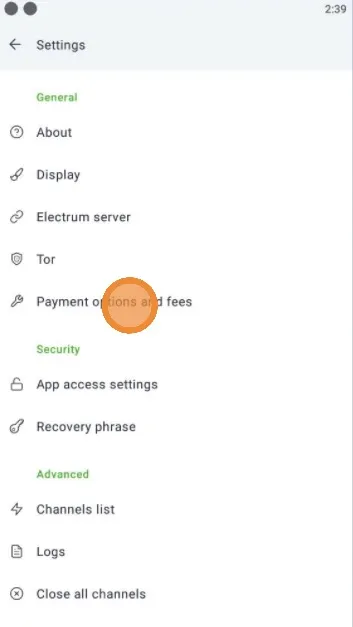 2:39
Settings
General
About
Display
Electrum server
Tor
Payment options and fees
Security
App access settings
Recovery phrase
Advanced
Channels list
Logs
Close all channels